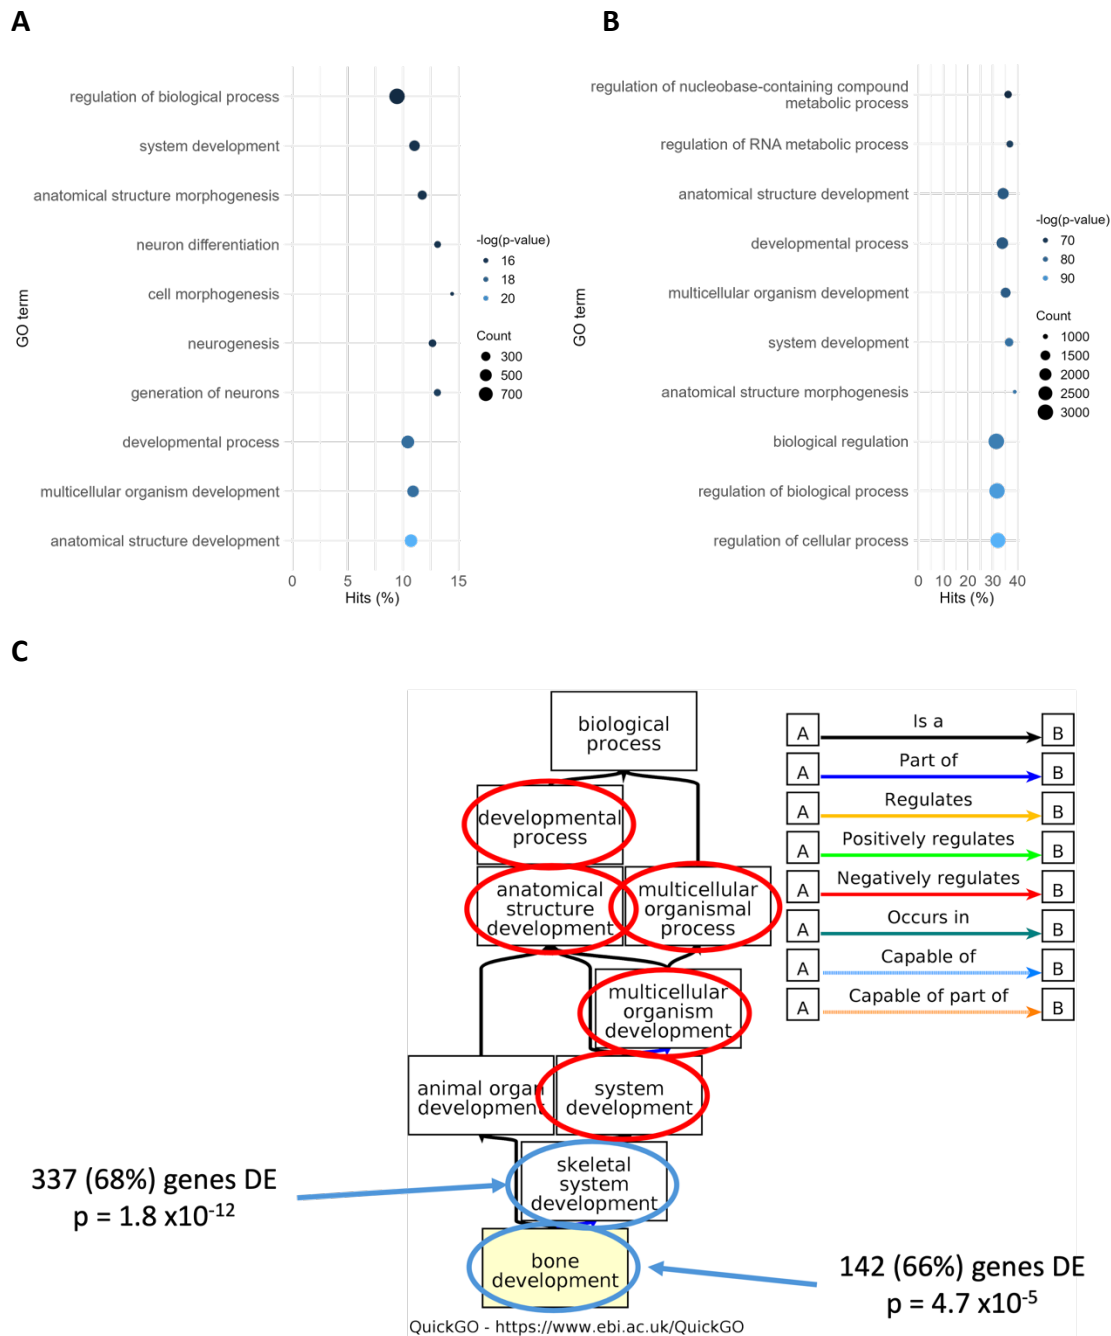 A
regulation of biological process
system development
anatomical structure morphogenesis
neuron differentiation
cell morphogenesis
neurogenesis
generation of neurons
developmental process
multicellular organism development
anatomical structure development
GO term
0 5 10 15
Hits (%)
-log(p-value)
16
18
20
Count
300
500
700
B
regulation of nucleobase-containing compound
metabolic process
regulation of RNA metabolic process
anatomical structure development
developmental process
multicellular organism development
system development
anatomical structure morphogenesis
biological regulation
regulation of biological process
regulation of cellular process
GO term
0 10 20 30 40
Hits (%)
-log(p-value)
70
80
90
Count
1000
1500
2000
2500
3000
C
biological
process
developmental
process
anatomical
structure
development
multicellular
organismal
process
multicellular
organism
development
animal organ
development
system
development
skeletal
system
development
bone
development
A Is a B
A Part of B
A Regulates B
A Positively regulates B
A Negatively regulates B
A Occurs in B
A Capable of B
A Capable of part of B
337 (68%) genes DE
p = 1.8 x10⁻¹²
142 (66%) genes DE
p = 4.7 x10⁻⁵
QuickGO - https://www.ebi.ac.uk/QuickGO